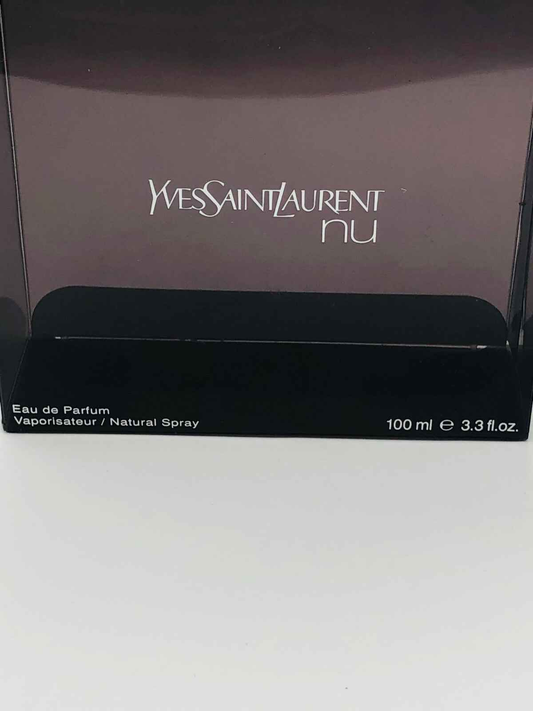 YVESSAINTLAURENT
nu
Eau de Parfum
Vaporisateur / Natural Spray
100 ml ℮ 3.3 fl.oz.